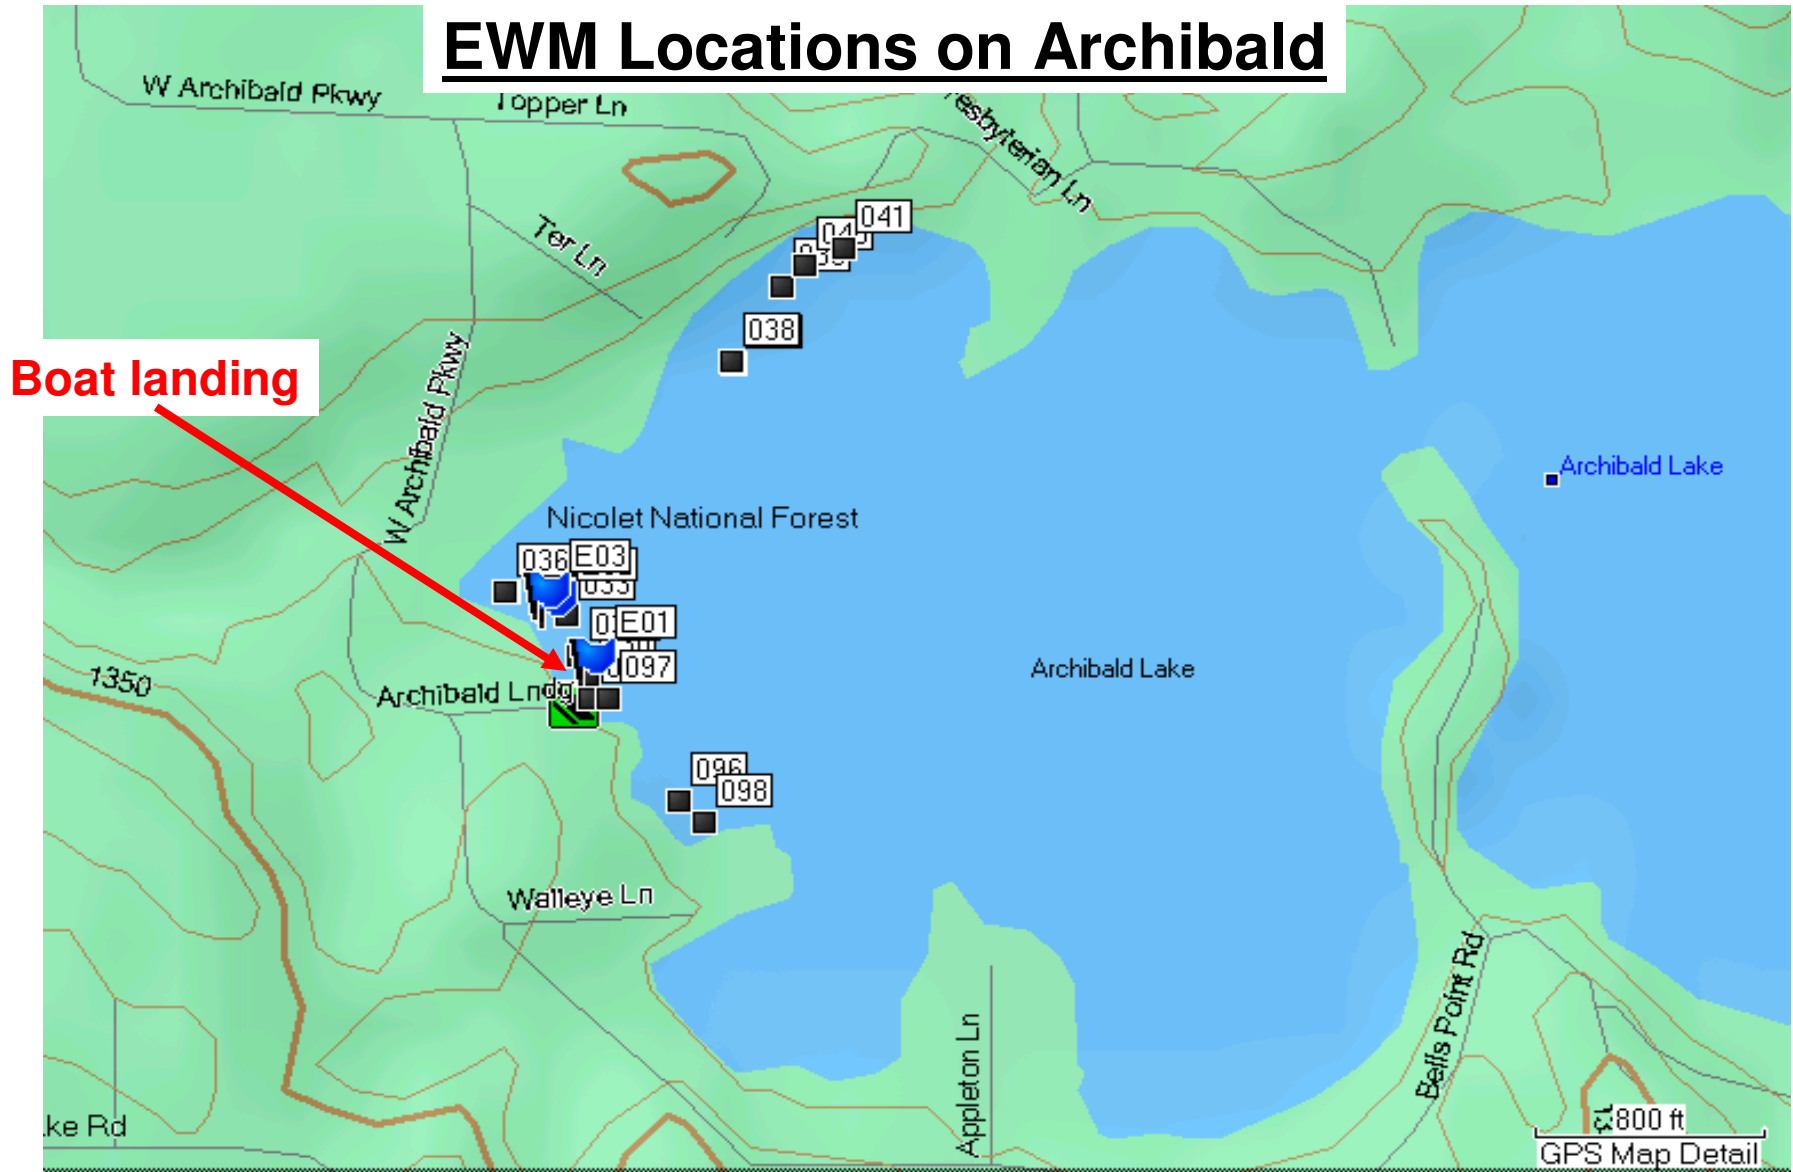 EWM Locations on Archibald
W Archibald Pkwy
Topper Ln
resbyterian Ln
Ter Ln
041
038
Boat landing
W Archibald Pkwy
Archibald Lake
Nicolet National Forest
036
E03
033
E01
097
Archibald Lake
1350
Archibald Lndg
096
098
Walleye Ln
Bells Point Rd
Appleton Ln
ke Rd
800 ft
GPS Map Detail